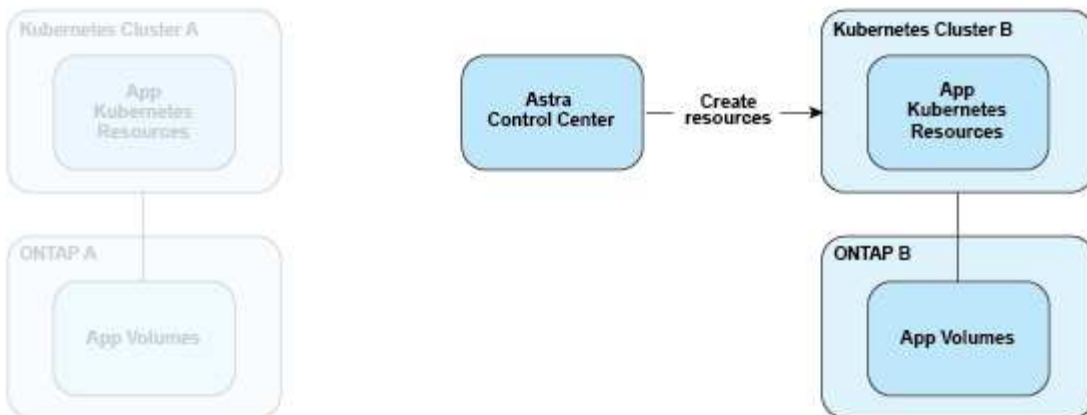 Kubernetes Cluster A
App
Kubernetes
Resources
ONTAP A
App Volumes
Astra
Control Center
Create
resources
Kubernetes Cluster B
App
Kubernetes
Resources
ONTAP B
App Volumes